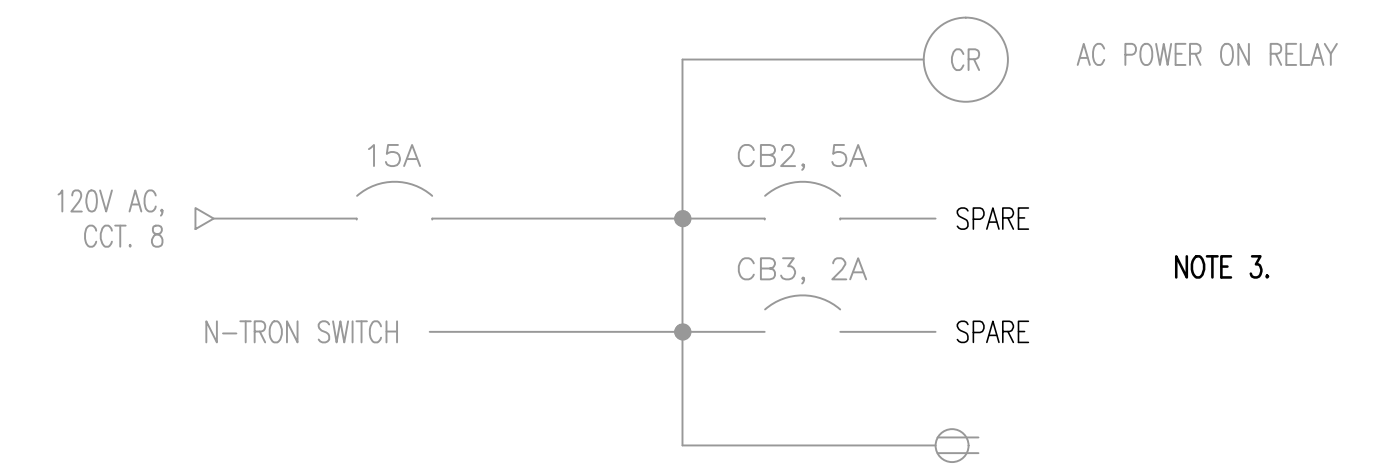 CR
AC POWER ON RELAY
15A
CB2, 5A
120V AC,
CCT. 8
SPARE
CB3, 2A
NOTE 3.
N-TRON SWITCH
SPARE